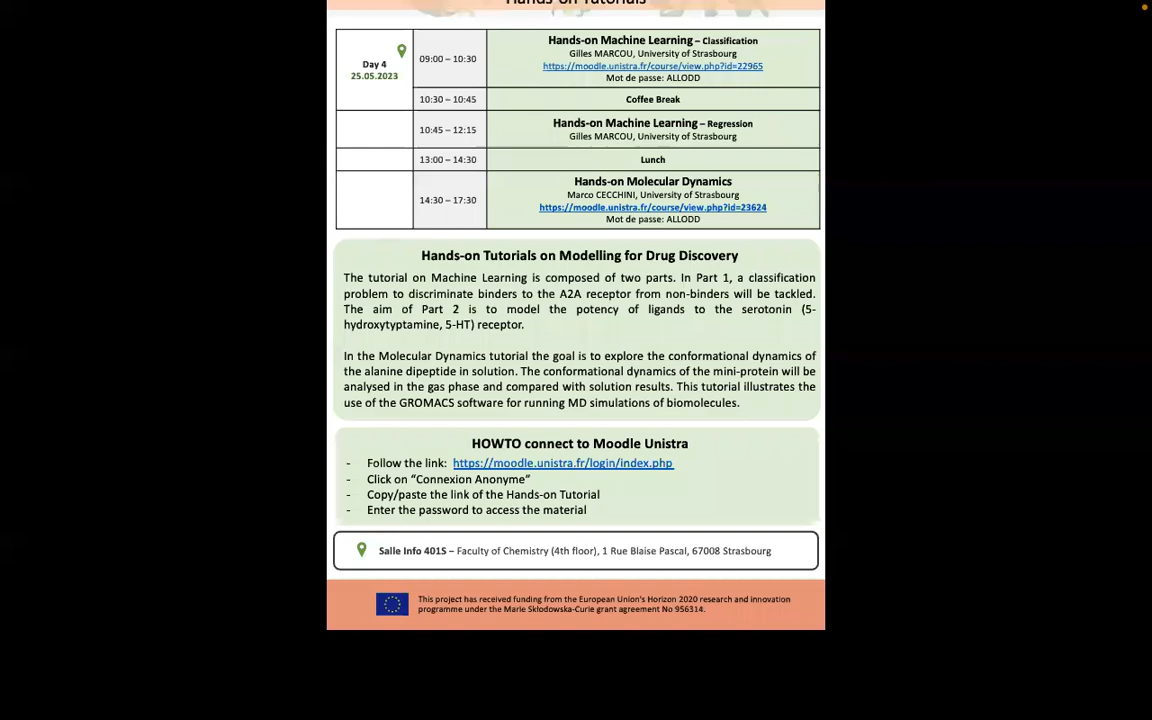 Hands-on Tutorials
Day 4
25.05.2023
09:00 – 10:30
Hands-on Machine Learning – Classification
Gilles MARCOU, University of Strasbourg
https://moodle.unistra.fr/course/view.php?id=22965
Mot de passe: ALLODD
10:30 – 10:45
Coffee Break
10:45 – 12:15
Hands-on Machine Learning – Regression
Gilles MARCOU, University of Strasbourg
13:00 – 14:30
Lunch
14:30 – 17:30
Hands-on Molecular Dynamics
Marco CECCHINI, University of Strasbourg
https://moodle.unistra.fr/course/view.php?id=23624
Mot de passe: ALLODD
Hands-on Tutorials on Modelling for Drug Discovery
The tutorial on Machine Learning is composed of two parts. In Part 1, a classification
problem to discriminate binders to the A2A receptor from non-binders will be tackled.
The aim of Part 2 is to model the potency of ligands to the serotonin (5-
hydroxytyptamine, 5-HT) receptor.
In the Molecular Dynamics tutorial the goal is to explore the conformational dynamics of
the alanine dipeptide in solution. The conformational dynamics of the mini-protein will be
analysed in the gas phase and compared with solution results. This tutorial illustrates the
use of the GROMACS software for running MD simulations of biomolecules.
HOWTO connect to Moodle Unistra
- Follow the link: https://moodle.unistra.fr/login/index.php
- Click on “Connexion Anonyme”
- Copy/paste the link of the Hands-on Tutorial
- Enter the password to access the material
Salle Info 401S – Faculty of Chemistry (4th floor), 1 Rue Blaise Pascal, 67008 Strasbourg
This project has received funding from the European Union's Horizon 2020 research and innovation
programme under the Marie Skłodowska-Curie grant agreement No 956314.